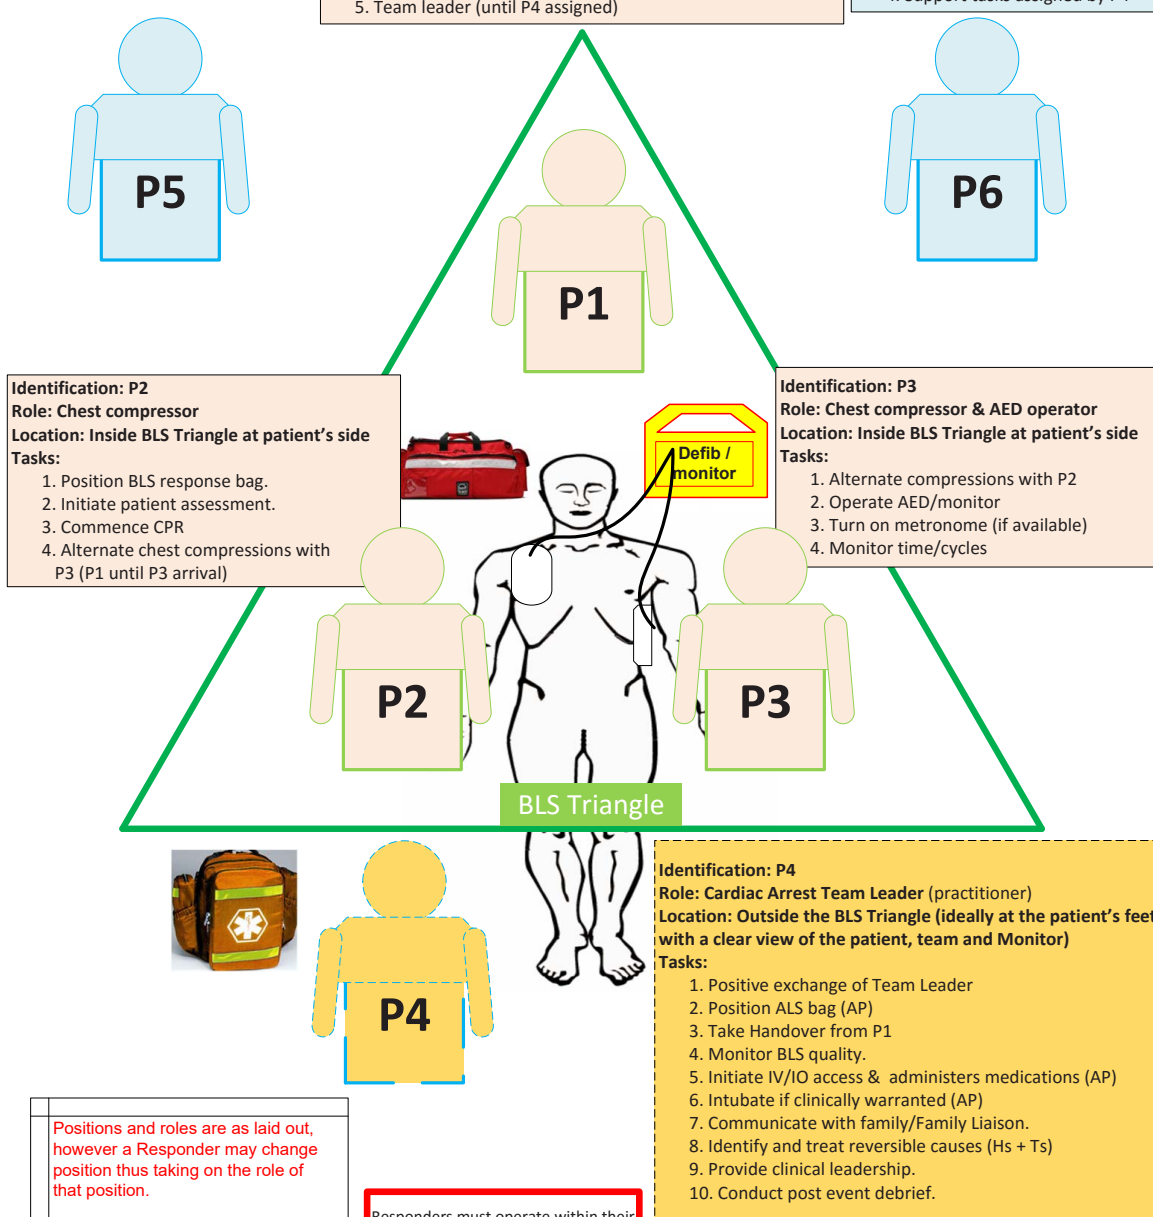 5. Team leader (until P4 assigned)
P5
P6
P1
Identification: P2
Role: Chest compressor
Location: Inside BLS Triangle at patient's side
Tasks:
1. Position BLS response bag.
2. Initiate patient assessment.
3. Commence CPR
4. Alternate chest compressions with
P3 (P1 until P3 arrival)
Defib /
monitor
Identification: P3
Role: Chest compressor & AED operator
Location: Inside BLS Triangle at patient's side
Tasks:
1. Alternate compressions with P2
2. Operate AED/monitor
3. Turn on metronome (if available)
4. Monitor time/cycles
P2
P3
BLS Triangle
P4
Identification: P4
Role: Cardiac Arrest Team Leader (practitioner)
Location: Outside the BLS Triangle (ideally at the patient's feet
with a clear view of the patient, team and Monitor)
Tasks:
1. Positive exchange of Team Leader
2. Position ALS bag (AP)
3. Take Handover from P1
4. Monitor BLS quality.
5. Initiate IV/IO access & administers medications (AP)
6. Intubate if clinically warranted (AP)
7. Communicate with family/Family Liaison.
8. Identify and treat reversible causes (Hs + Ts)
9. Provide clinical leadership.
10. Conduct post event debrief.
Positions and roles are as laid out,
however a Responder may change
position thus taking on the role of
that position.
Responders must operate within their